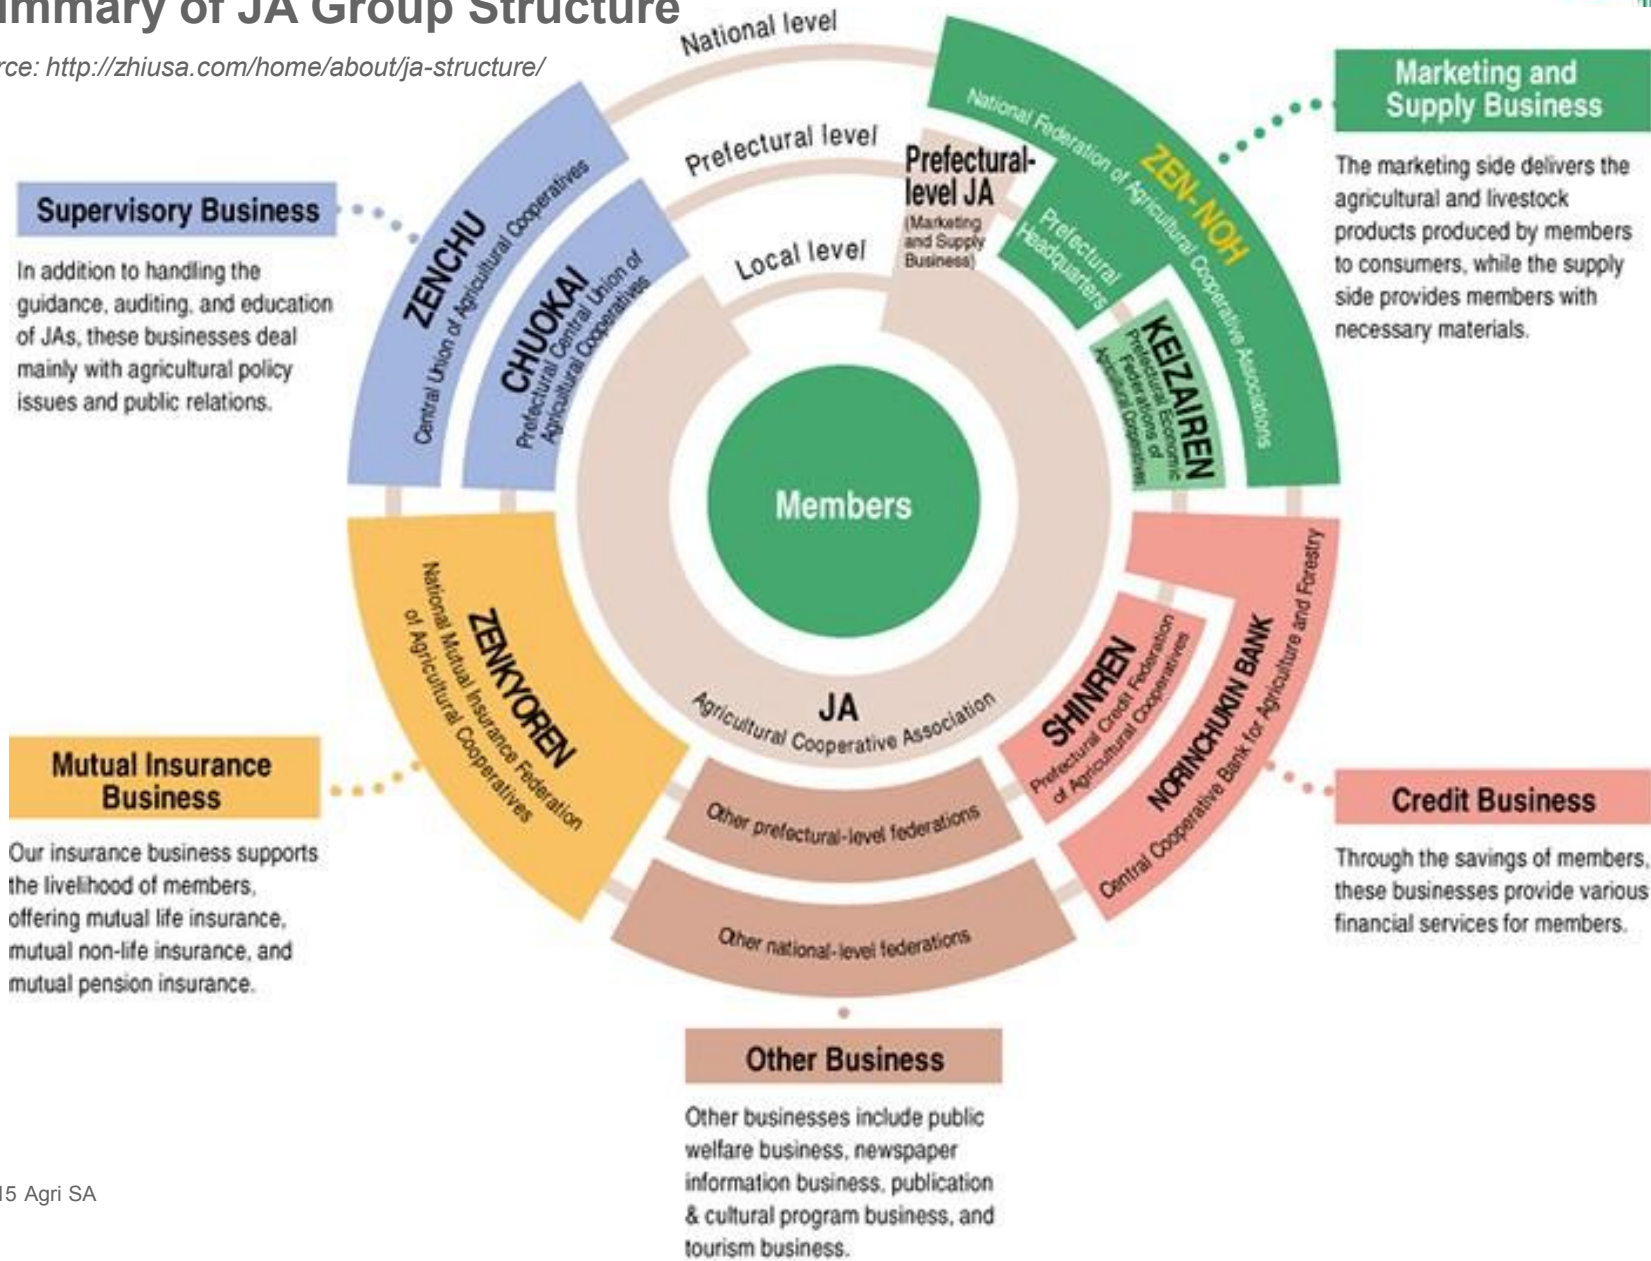 mmary of JA Group Structure
rce: http://zhiusa.com/home/about/ja-structure/
National level
Prefectural level
Local level
Supervisory Business
In addition to handling the
guidance, auditing, and education
of JAs, these businesses deal
mainly with agricultural policy
issues and public relations.
ZENCHU
Central Union of Agricultural Cooperatives
CHUOKAI
Prefectural Central Union of
Agricultural Cooperatives
Prefectural-
level JA
(Marketing
and Supply
Business)
National Federation of Agricultural Cooperative Associations
ZEN-NOH
Prefectural
Headquarters
KEIZAIREN
Prefectural Economic
Federations of
Agricultural Cooperatives
Marketing and
Supply Business
The marketing side delivers the
agricultural and livestock
products produced by members
to consumers, while the supply
side provides members with
necessary materials.
Members
JA
Agricultural Cooperative Association
ZENKYOREN
National Mutual Insurance Federation
of Agricultural Cooperatives
Mutual Insurance
Business
Our insurance business supports
the livelihood of members,
offering mutual life insurance,
mutual non-life insurance, and
mutual pension insurance.
SHINREN
Prefectural Credit Federation
of Agricultural Cooperatives
NORINCHUKIN BANK
Central Cooperative Bank for Agriculture and Forestry
Credit Business
Through the savings of members,
these businesses provide various
financial services for members.
Other prefectural-level federations
Other national-level federations
Other Business
Other businesses include public
welfare business, newspaper
information business, publication
& cultural program business, and
tourism business.
15 Agri SA